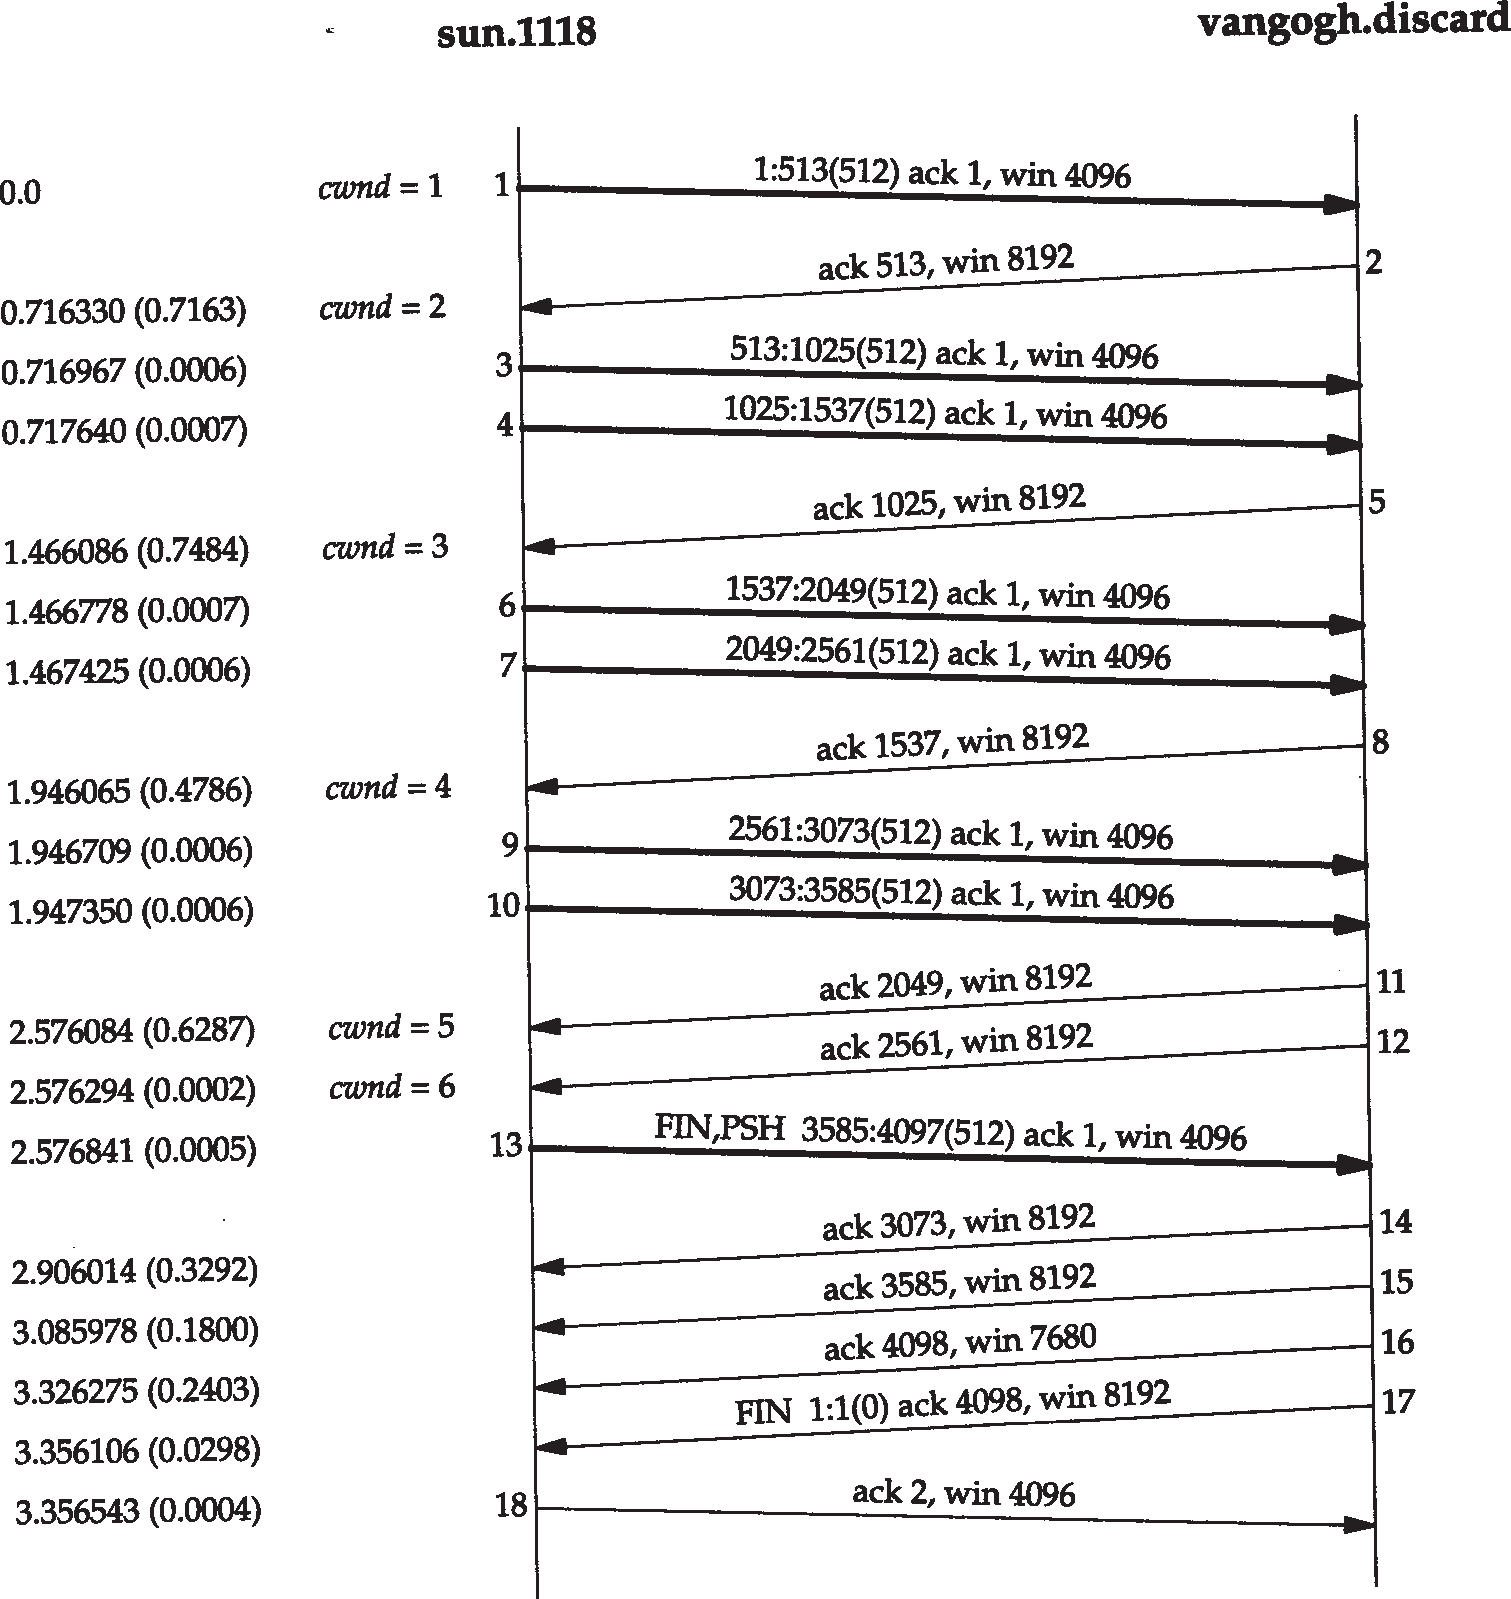 sun.1118 vangogh.discard
0.0 cwnd = 1 1 1:513(512) ack 1, win 4096
ack 513, win 8192 2
0.716330 (0.7163) cwnd = 2
0.716967 (0.0006) 3 513:1025(512) ack 1, win 4096
0.717640 (0.0007) 4 1025:1537(512) ack 1, win 4096
ack 1025, win 8192 5
1.466086 (0.7484) cwnd = 3
1.466778 (0.0007) 6 1537:2049(512) ack 1, win 4096
1.467425 (0.0006) 7 2049:2561(512) ack 1, win 4096
ack 1537, win 8192 8
1.946065 (0.4786) cwnd = 4
1.946709 (0.0006) 9 2561:3073(512) ack 1, win 4096
1.947350 (0.0006) 10 3073:3585(512) ack 1, win 4096
ack 2049, win 8192 11
2.576084 (0.6287) cwnd = 5
ack 2561, win 8192 12
2.576294 (0.0002) cwnd = 6
2.576841 (0.0005) 13 FIN,PSH 3585:4097(512) ack 1, win 4096
ack 3073, win 8192 14
2.906014 (0.3292)
ack 3585, win 8192 15
3.085978 (0.1800)
ack 4098, win 7680 16
3.326275 (0.2403)
FIN 1:1(0) ack 4098, win 8192 17
3.356106 (0.0298)
3.356543 (0.0004) 18 ack 2, win 4096